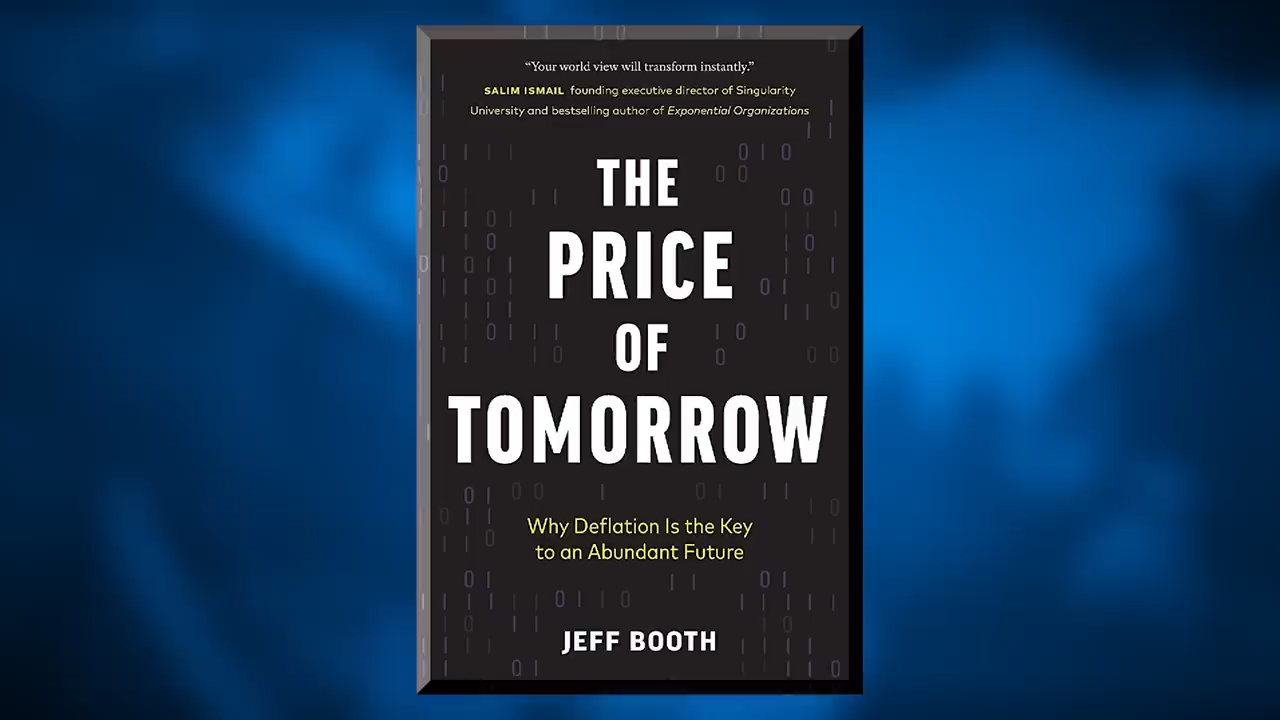 “Your world view will transform instantly.”
SALIM ISMAIL founding executive director of Singularity
University and bestselling author of Exponential Organizations
THE
PRICE
OF
TOMORROW
Why Deflation Is the Key
to an Abundant Future
JEFF BOOTH